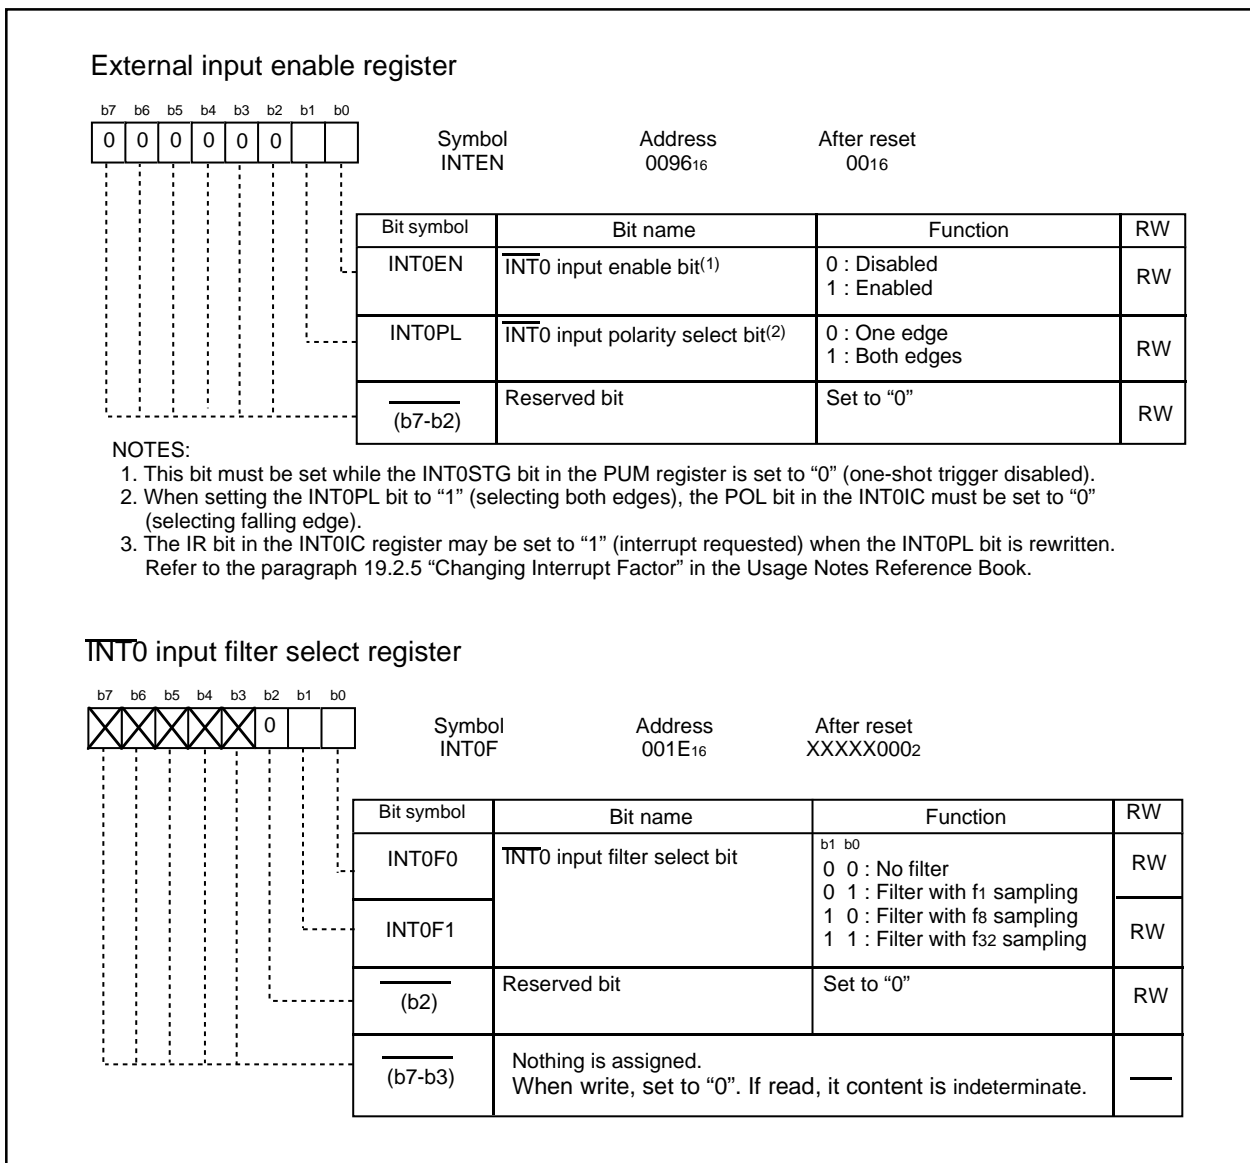 External input enable register
b7 b6 b5 b4 b3 b2 b1 b0
0 0 0 0 0 0
Symbol Address After reset
INTEN 009616 0016
Bit symbol Bit name Function RW
INT0EN INT0 input enable bit(1) 0 : Disabled
1 : Enabled RW
INT0PL INT0 input polarity select bit(2) 0 : One edge
1 : Both edges RW
(b7-b2) Reserved bit Set to “0” RW
NOTES:
1. This bit must be set while the INT0STG bit in the PUM register is set to “0” (one-shot trigger disabled).
2. When setting the INT0PL bit to “1” (selecting both edges), the POL bit in the INT0IC must be set to “0”
(selecting falling edge).
3. The IR bit in the INT0IC register may be set to “1” (interrupt requested) when the INT0PL bit is rewritten.
Refer to the paragraph 19.2.5 “Changing Interrupt Factor” in the Usage Notes Reference Book.
INT0 input filter select register
b7 b6 b5 b4 b3 b2 b1 b0
0
Symbol Address After reset
INT0F 001E16 XXXXX0002
Bit symbol Bit name Function RW
INT0F0 INT0 input filter select bit b1 b0
0 0 : No filter RW
0 1 : Filter with f1 sampling
1 0 : Filter with f8 sampling
INT0F1 1 1 : Filter with f32 sampling RW
(b2) Reserved bit Set to “0” RW
(b7-b3) Nothing is assigned.
When write, set to “0”. If read, it content is indeterminate.